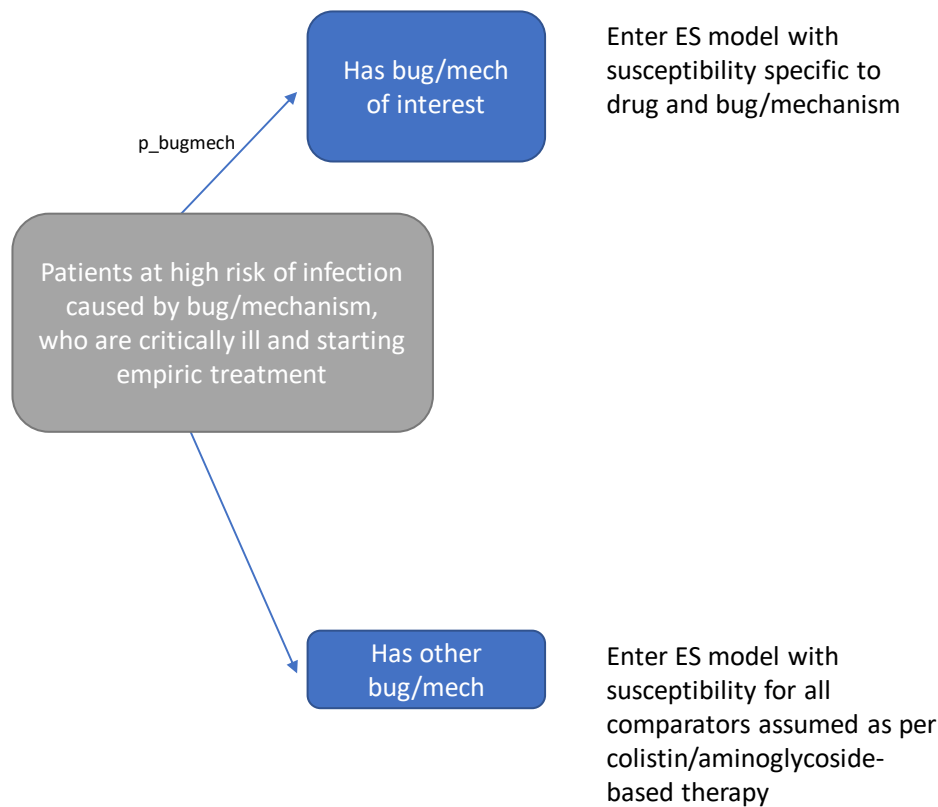 Has bug/mech
of interest
Enter ES model with
susceptibility specific to
drug and bug/mechanism
p_bugmech
Patients at high risk of infection
caused by bug/mechanism,
who are critically ill and starting
empiric treatment
Has other
bug/mech
Enter ES model with
susceptibility for all
comparators assumed as per
colistin/aminoglycoside-
based therapy